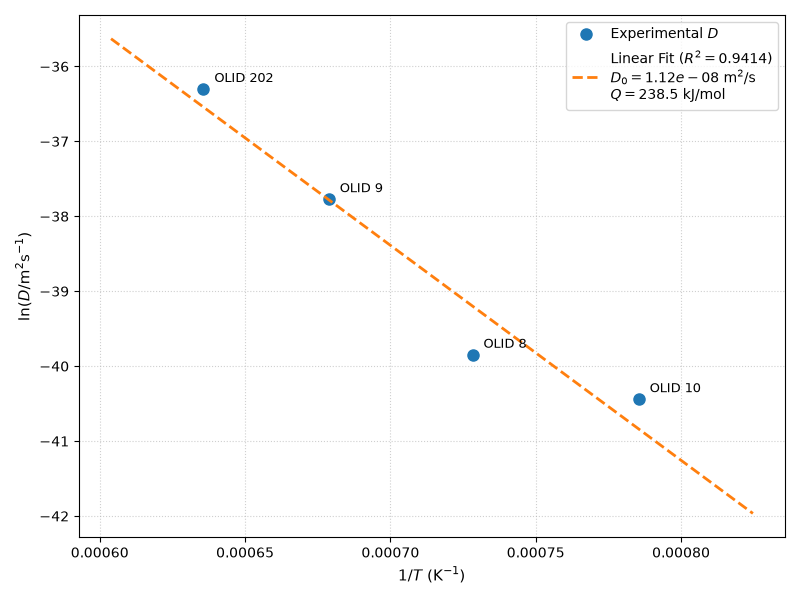 Experimental D
Linear Fit (R² = 0.9414)
D₀ = 1.12e − 08 m²/s
Q = 238.5 kJ/mol
OLID 202
OLID 9
OLID 8
OLID 10
−36
−37
−38
−39
−40
−41
−42
ln(D/m²s⁻¹)
0.00060 0.00065 0.00070 0.00075 0.00080
1/T (K⁻¹)